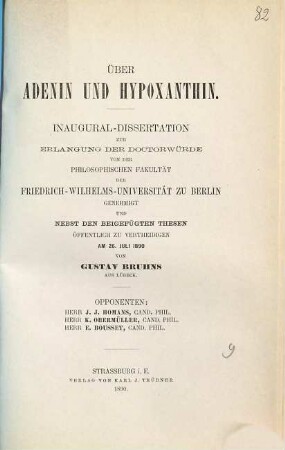 82
ÜBER
ADENIN UND HYPOXANTHIN.
INAUGURAL-DISSERTATION
ZUR
ERLANGUNG DER DOCTORWÜRDE
VON DER
PHILOSOPHISCHEN FAKULTÄT
DER
FRIEDRICH-WILHELMS-UNIVERSITÄT ZU BERLIN
GENEHMIGT
UND
NEBST DEN BEIGEFÜGTEN THESEN
ÖFFENTLICH ZU VERTHEIDIGEN
AM 26. JULI 1890
VON
GUSTAV BRUHNS
AUS LÜBECK.
OPPONENTEN:
HERR J. J. HOMANS, CAND. PHIL.
HERR K. OBERMÜLLER, CAND. PHIL.
HERR E. BOUSSET, CAND. PHIL.
9
STRASSBURG i. E.
VERLAG VON KARL J. TRÜBNER
1890.